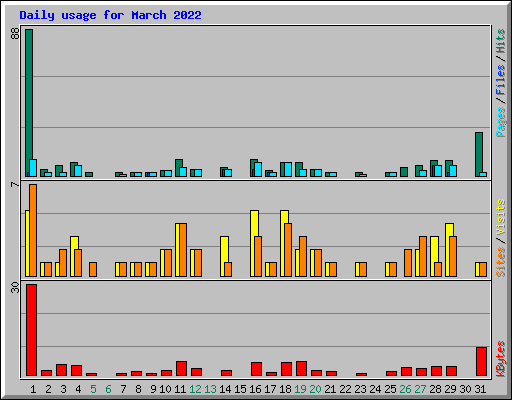 Daily usage for March 2022
88
Pages / Files / Hits
7
Sites / Visits
30
KBytes
1 2 3 4 5 6 7 8 9 10 11 12 13 14 15 16 17 18 19 20 21 22 23 24 25 26 27 28 29 30 31